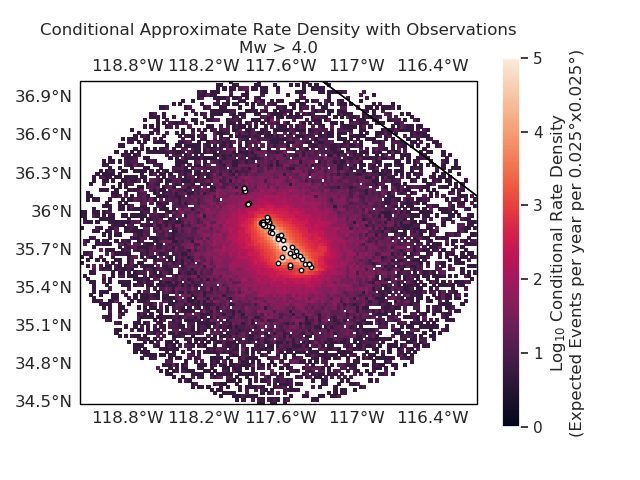 Conditional Approximate Rate Density with Observations
Mw > 4.0
118.8°W 118.2°W 117.6°W 117°W 116.4°W
36.9°N
36.6°N
36.3°N
36°N
35.7°N
35.4°N
35.1°N
34.8°N
34.5°N
118.8°W 118.2°W 117.6°W 117°W 116.4°W
5
4
3
2
1
0
Log₁₀ Conditional Rate Density
(Expected Events per year per 0.025°x0.025°)